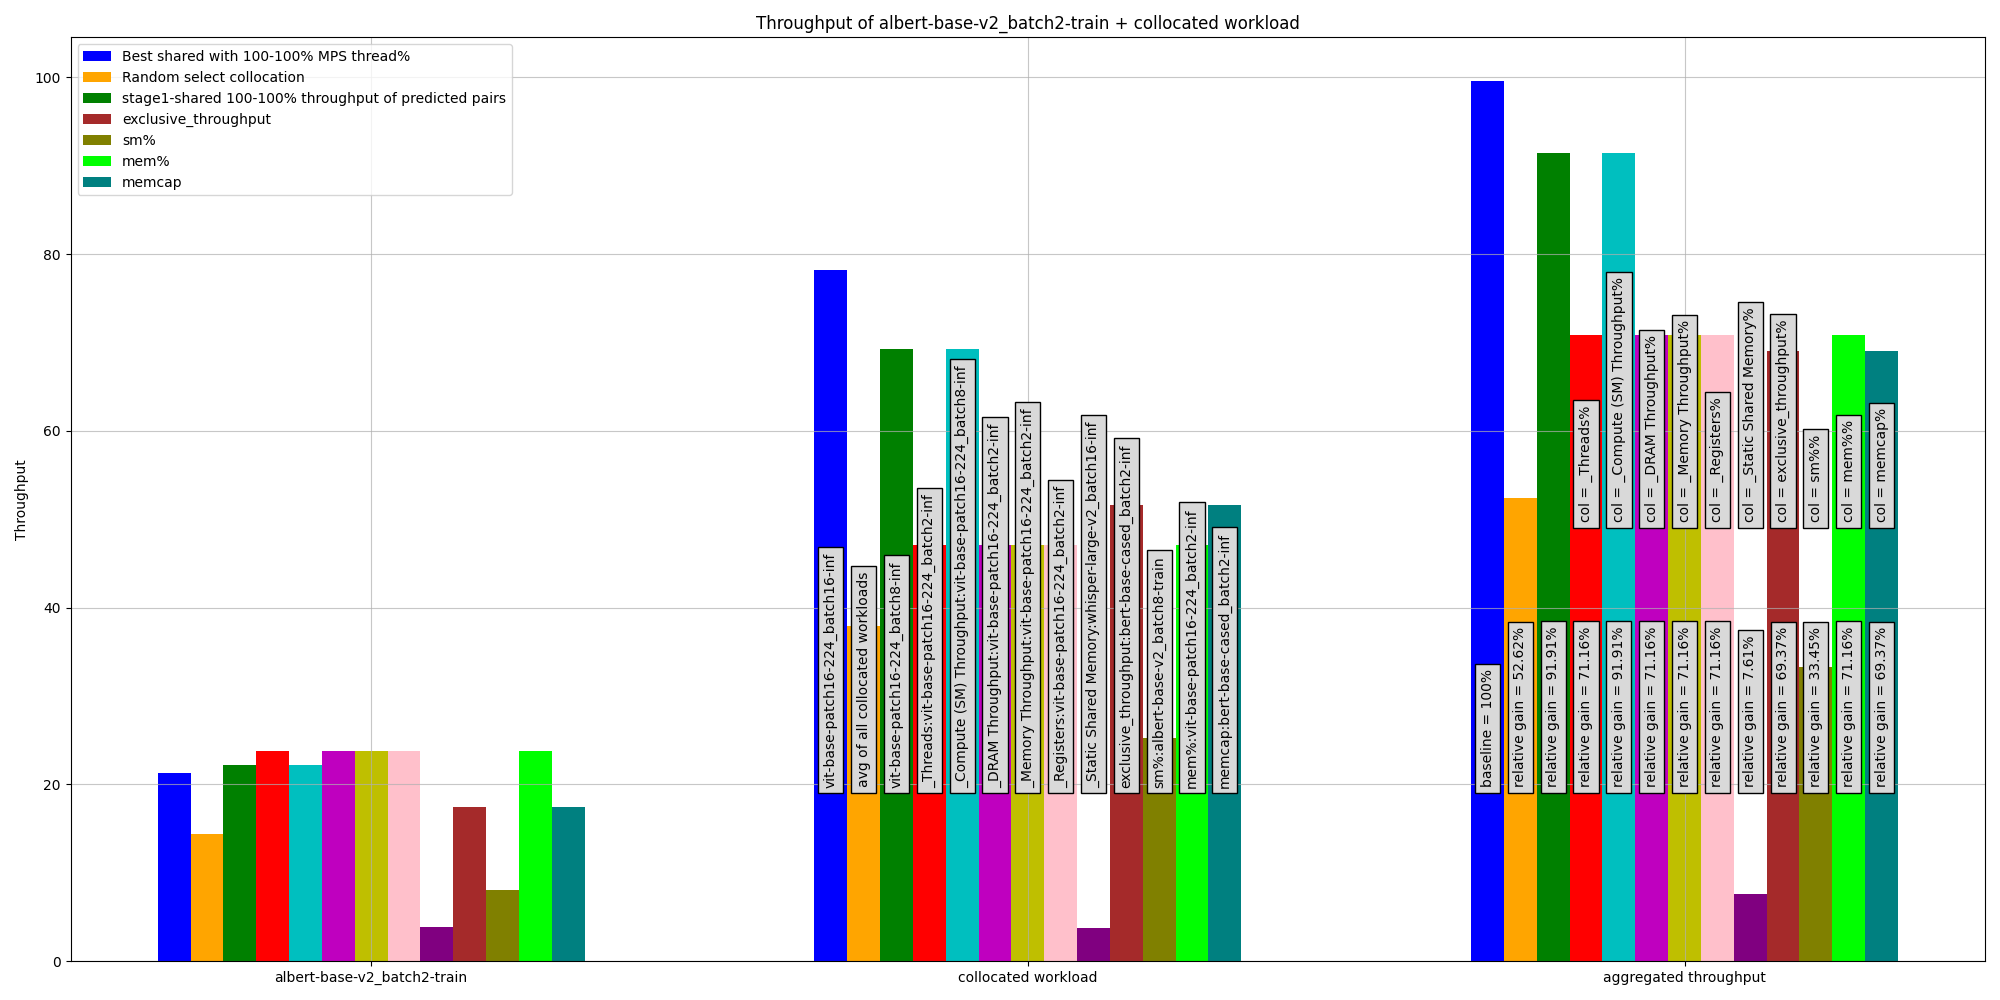 Throughput of albert-base-v2_batch2-train + collocated workload
Best shared with 100-100% MPS thread%
Random select collocation
stage1-shared 100-100% throughput of predicted pairs
exclusive_throughput
sm%
mem%
memcap
Throughput
100
80
60
40
20
0
vit-base-patch16-224_batch16-inf
avg of all collocated workloads
vit-base-patch16-224_batch8-inf
_Threads:vit-base-patch16-224_batch2-inf
_Compute (SM) Throughput:vit-base-patch16-224_batch8-inf
_DRAM Throughput:vit-base-patch16-224_batch2-inf
_Memory Throughput:vit-base-patch16-224_batch2-inf
_Registers:vit-base-patch16-224_batch2-inf
_Static Shared Memory:whisper-large-v2_batch16-inf
exclusive_throughput:bert-base-cased_batch2-inf
sm%:albert-base-v2_batch8-train
mem%:vit-base-patch16-224_batch2-inf
memcap:bert-base-cased_batch2-inf
col = _Threads%
col = _Compute (SM) Throughput%
col = _DRAM Throughput%
col = _Memory Throughput%
col = _Registers%
col = _Static Shared Memory%
col = exclusive_throughput%
col = sm%%
col = mem%%
col = memcap%
baseline = 100%
relative gain = 52.62%
relative gain = 91.91%
relative gain = 71.16%
relative gain = 91.91%
relative gain = 71.16%
relative gain = 71.16%
relative gain = 71.16%
relative gain = 7.61%
relative gain = 69.37%
relative gain = 33.45%
relative gain = 71.16%
relative gain = 69.37%
albert-base-v2_batch2-train
collocated workload
aggregated throughput